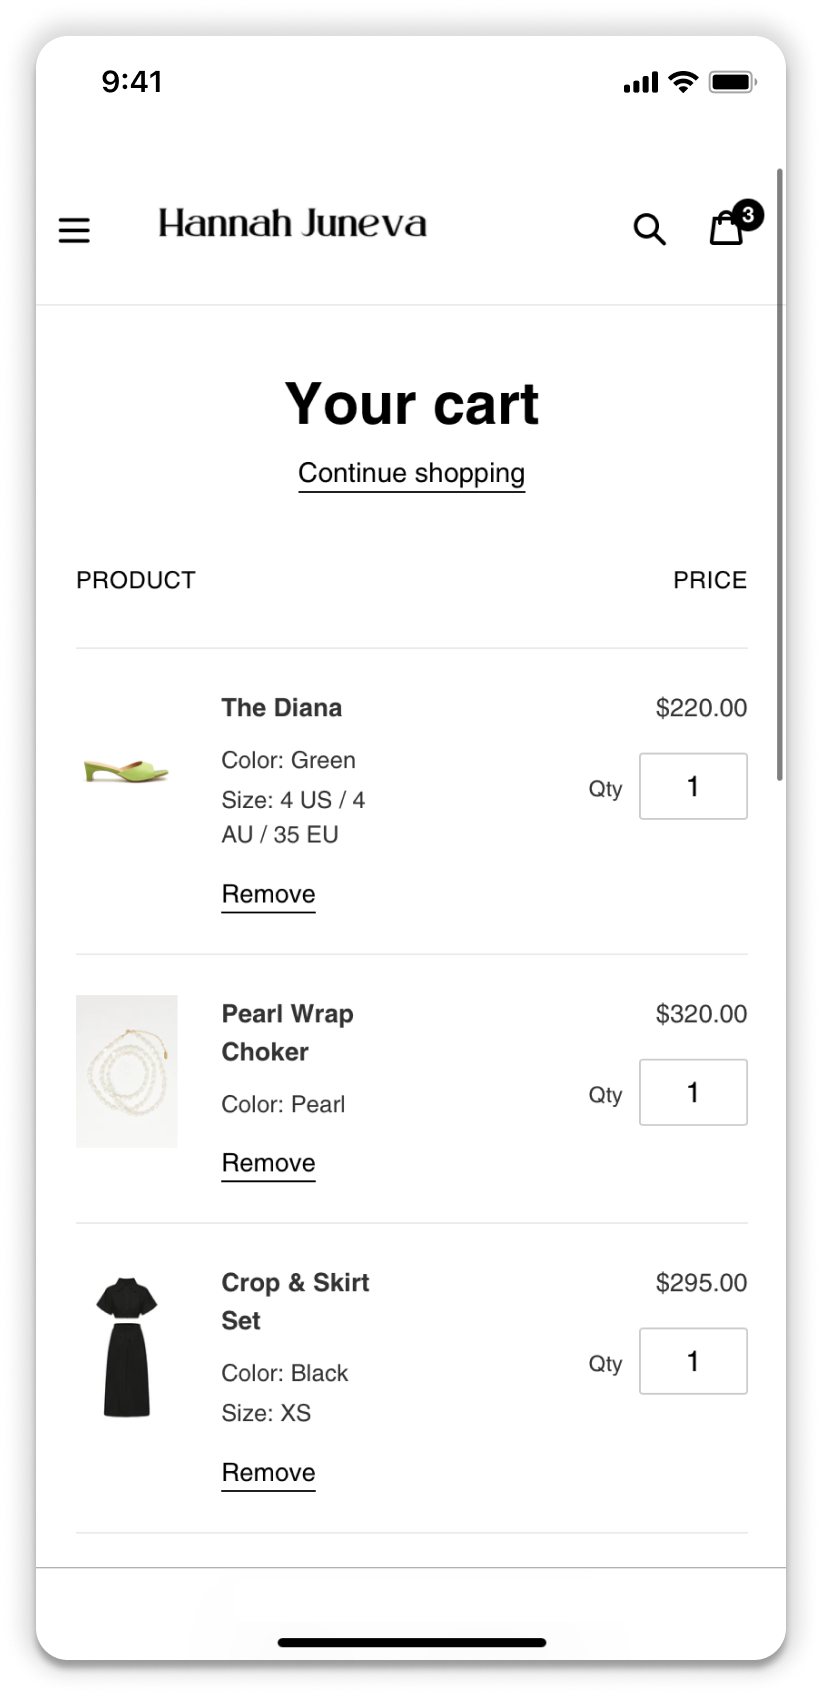 9:41
Hannah Juneva
3
Your cart
Continue shopping
PRODUCT PRICE
The Diana $220.00
Color: Green
Qty 1
Size: 4 US / 4
AU / 35 EU
Remove
Pearl Wrap $320.00
Choker
Color: Pearl
Qty 1
Remove
Crop & Skirt $295.00
Set
Color: Black
Qty 1
Size: XS
Remove